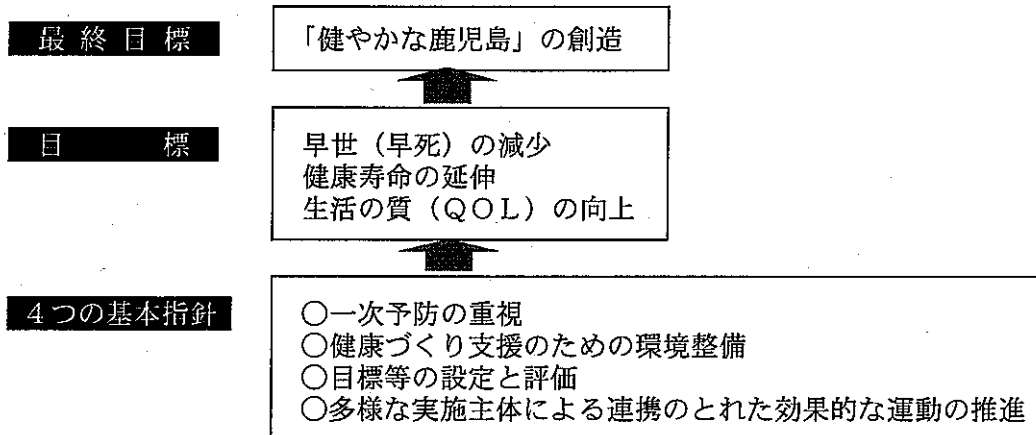 最終目標
「健やかな鹿児島」の創造
目標
早世（早死）の減少
健康寿命の延伸
生活の質（ＱＯＬ）の向上
４つの基本指針
○一次予防の重視
○健康づくり支援のための環境整備
○目標等の設定と評価
○多様な実施主体による連携のとれた効果的な運動の推進